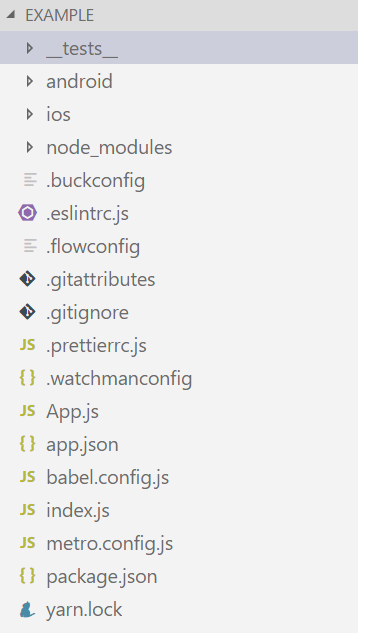 EXAMPLE
__tests__
android
ios
node_modules
.buckconfig
.eslintrc.js
.flowconfig
.gitattributes
.gitignore
JS .prettierrc.js
{ } .watchmanconfig
JS App.js
{ } app.json
JS babel.config.js
JS index.js
JS metro.config.js
{ } package.json
yarn.lock